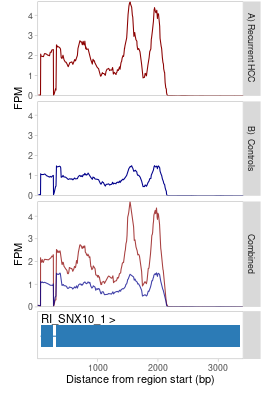 4
3
2
1
0
FPM
A) Recurrent HCC
4
3
2
1
0
FPM
B) Controls
4
3
2
1
0
FPM
Combined
RI_SNX10_1 >
1000 2000 3000
Distance from region start (bp)